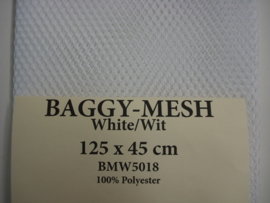 BAGGY-MESH
White/Wit
125 x 45 cm
BMW5018
100% Polyester